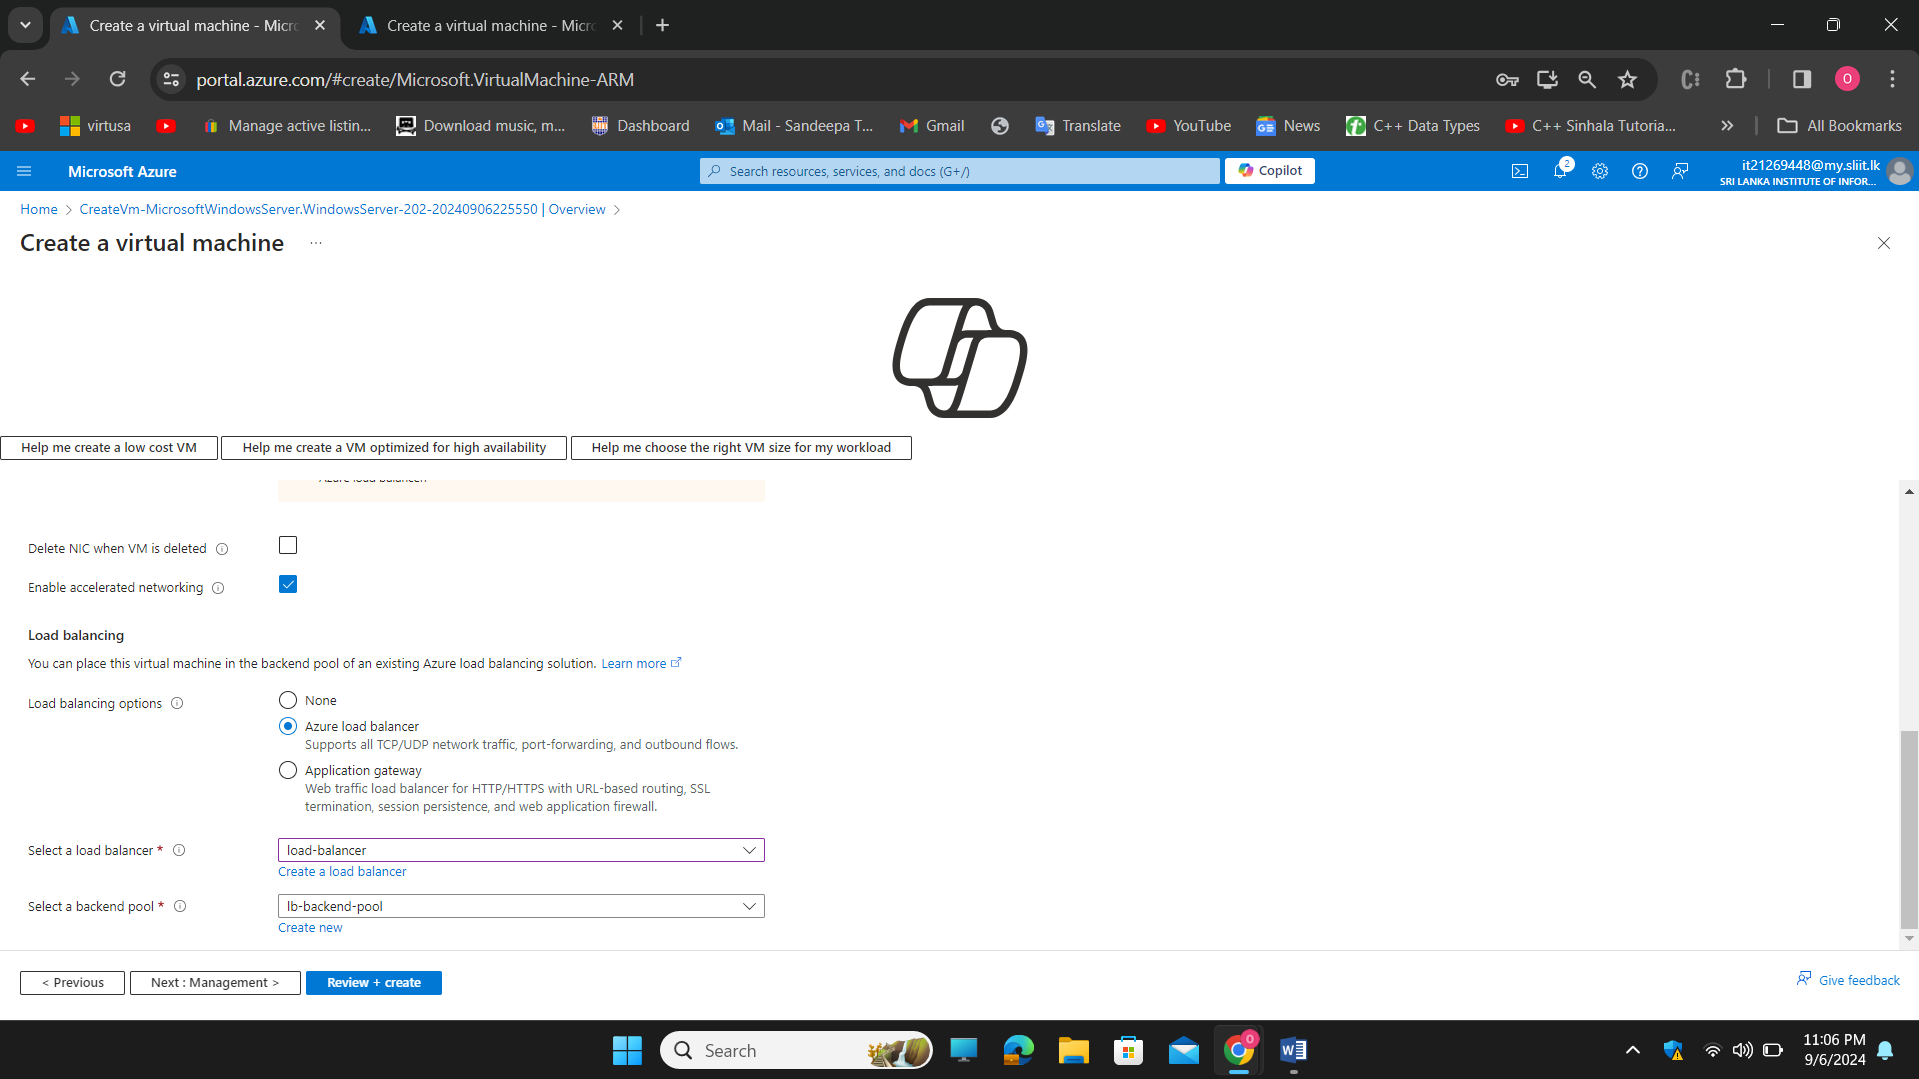 Create a virtual machine - Micro
Create a virtual machine - Micro
portal.azure.com/#create/Microsoft.VirtualMachine-ARM
O
virtusa
Manage active listin...
Download music, m...
Dashboard
Mail - Sandeepa T...
Gmail
Translate
YouTube
News
C++ Data Types
C++ Sinhala Tutoria...
All Bookmarks
Microsoft Azure
Search resources, services, and docs (G+/)
Copilot
2
it21269448@my.sliit.lk
SRI LANKA INSTITUTE OF INFOR...
Home > CreateVm-MicrosoftWindowsServer.WindowsServer-202-20240906225550 | Overview >
Create a virtual machine ...
Help me create a low cost VM
Help me create a VM optimized for high availability
Help me choose the right VM size for my workload
Azure load balancer.
Delete NIC when VM is deleted
Enable accelerated networking
Load balancing
You can place this virtual machine in the backend pool of an existing Azure load balancing solution. Learn more
Load balancing options
None
Azure load balancer
Supports all TCP/UDP network traffic, port-forwarding, and outbound flows.
Application gateway
Web traffic load balancer for HTTP/HTTPS with URL-based routing, SSL
termination, session persistence, and web application firewall.
Select a load balancer *
load-balancer
Create a load balancer
Select a backend pool *
lb-backend-pool
Create new
< Previous
Next : Management >
Review + create
Give feedback
Search
O
11:06 PM
9/6/2024